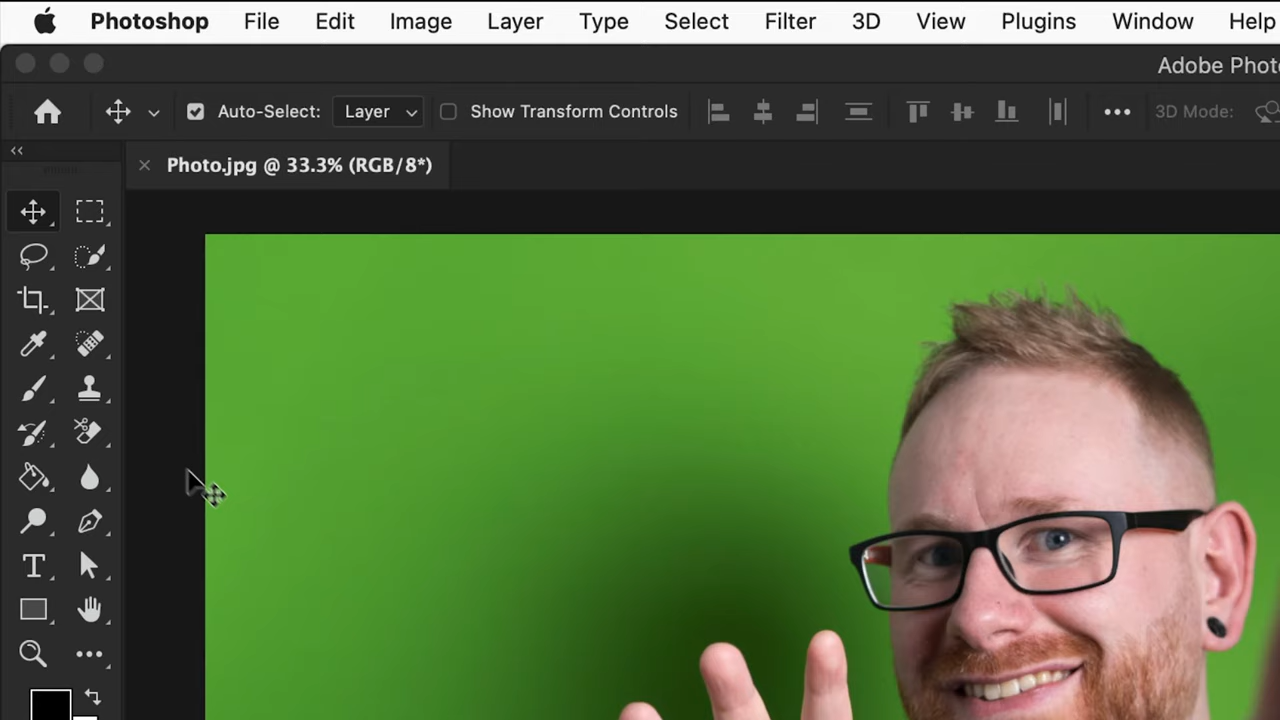 Photoshop File Edit Image Layer Type Select Filter 3D View Plugins Window Help
Adobe Phot
Auto-Select: Layer Show Transform Controls 3D Mode:
Photo.jpg @ 33.3% (RGB/8*)